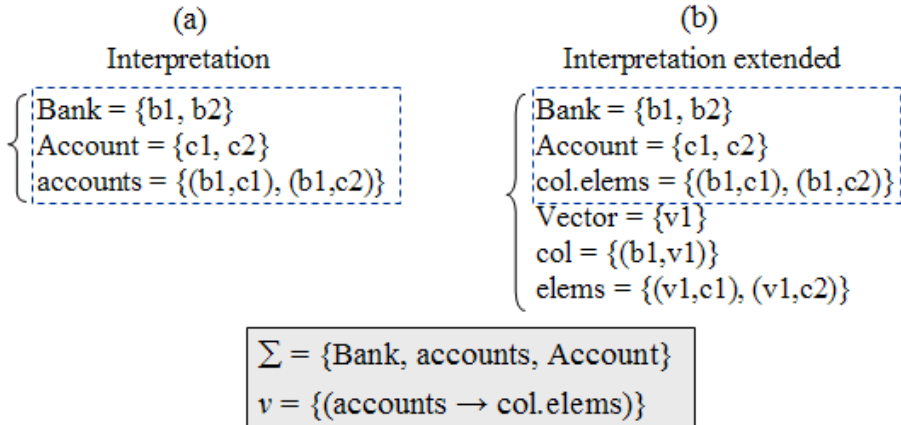 (a)
Interpretation
Bank = {b1, b2}
Account = {c1, c2}
accounts = {(b1,c1), (b1,c2)}
(b)
Interpretation extended
Bank = {b1, b2}
Account = {c1, c2}
col.elems = {(b1,c1), (b1,c2)}
Vector = {v1}
col = {(b1,v1)}
elems = {(v1,c1), (v1,c2)}
Σ = {Bank, accounts, Account}
v = {(accounts → col.elems)}